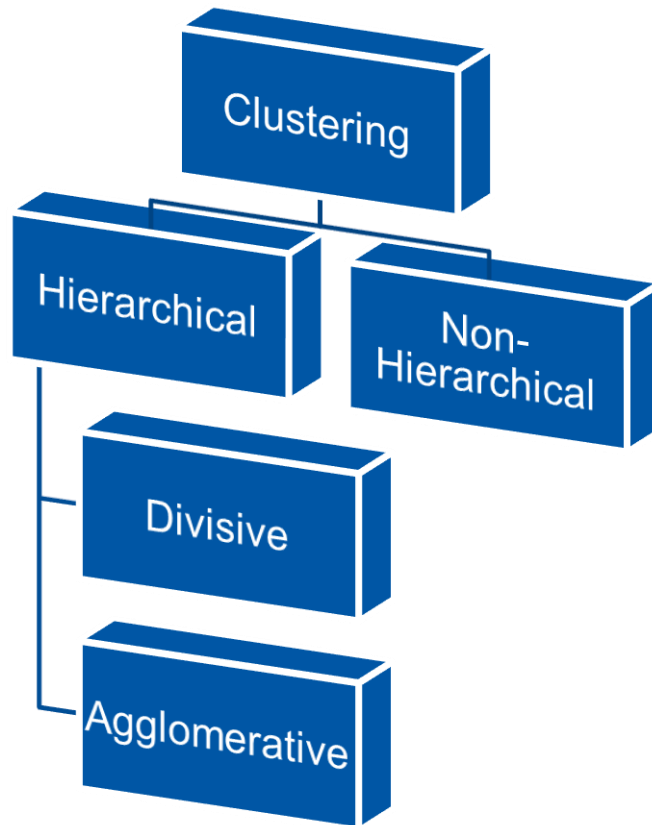 Clustering
Hierarchical
Non-
Hierarchical
Divisive
Agglomerative